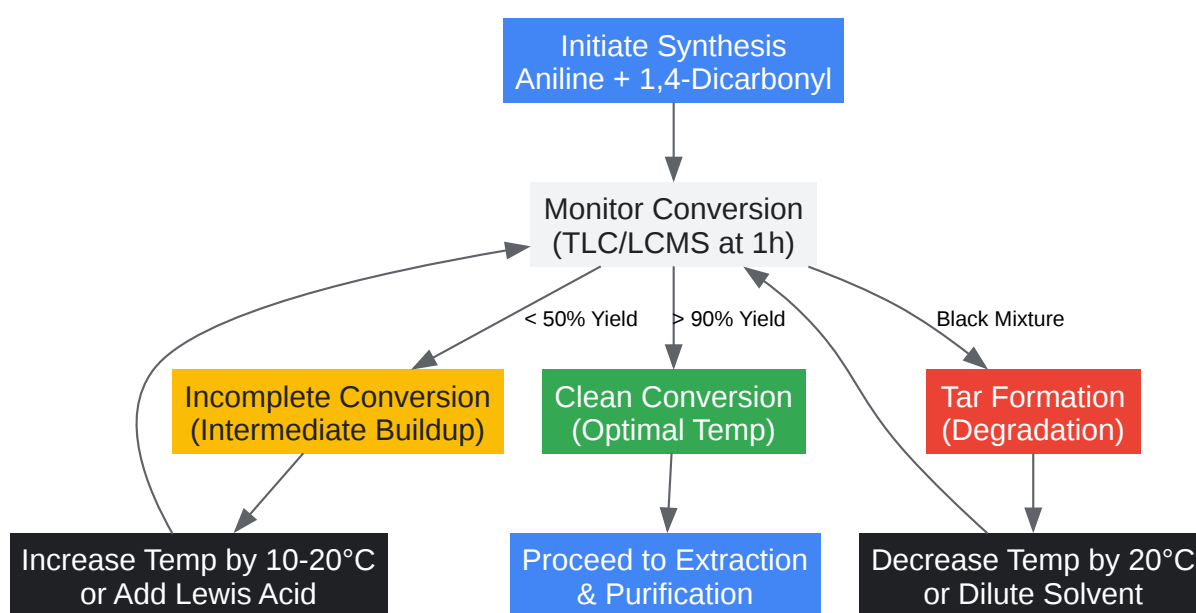 Initiate Synthesis
Aniline + 1,4-Dicarbonyl
Monitor Conversion
(TLC/LCMS at 1h)
< 50% Yield
> 90% Yield
Black Mixture
Incomplete Conversion
(Intermediate Buildup)
Clean Conversion
(Optimal Temp)
Tar Formation
(Degradation)
Increase Temp by 10-20°C
or Add Lewis Acid
Proceed to Extraction
& Purification
Decrease Temp by 20°C
or Dilute Solvent